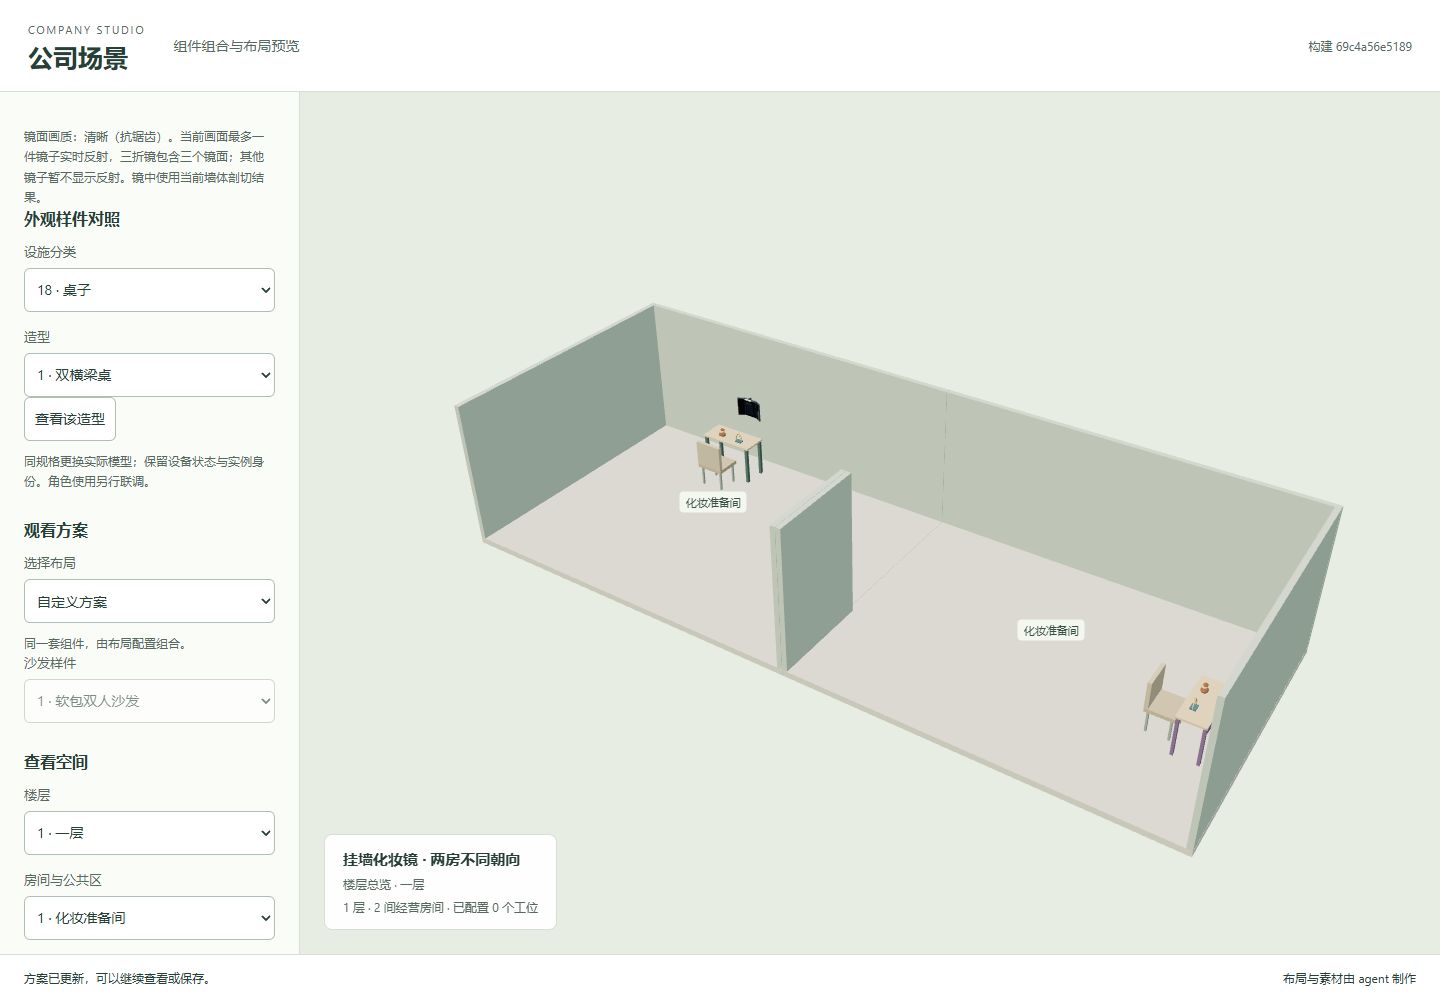 COMPANY STUDIO
公司场景
组件组合与布局预览
构建 69c4a56e5189
镜面画质：清晰（抗锯齿）。当前画面最多一
件镜子实时反射，三折镜包含三个镜面；其他
镜子暂不显示反射。镜中使用当前墙体剖切结
果。
外观样件对照
设施分类
18 · 桌子
造型
1 · 双横梁桌
查看该造型
同规格更换实际模型；保留设备状态与实例身
份。角色使用另行联调。
观看方案
选择布局
自定义方案
同一套组件，由布局配置组合。
沙发样件
1 · 软包双人沙发
查看空间
楼层
1 · 一层
房间与公共区
1 · 化妆准备间
化妆准备间
化妆准备间
挂墙化妆镜 · 两房不同朝向
楼层总览 · 一层
1 层 · 2 间经营房间 · 已配置 0 个工位
方案已更新，可以继续查看或保存。
布局与素材由 agent 制作